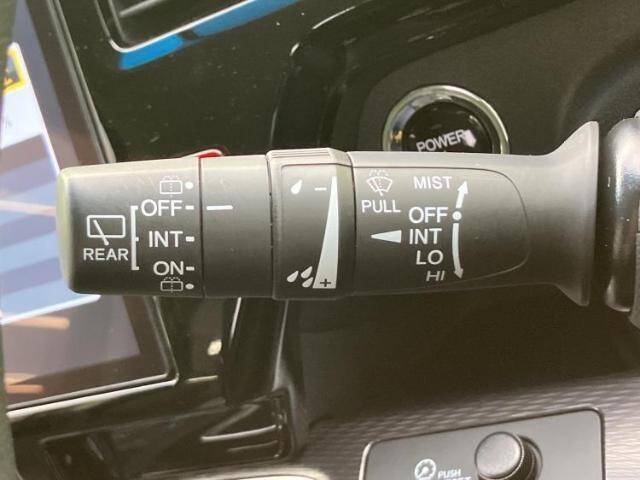 POWER
REAR
OFF
INT
ON
−
+
PULL
MIST
OFF
INT
LO
HI
PUSH